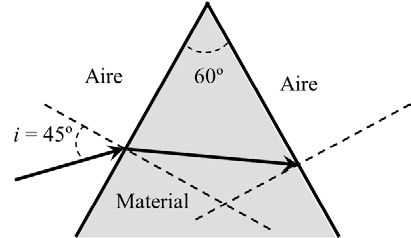 Aire
60º
Aire
i = 45º
Material